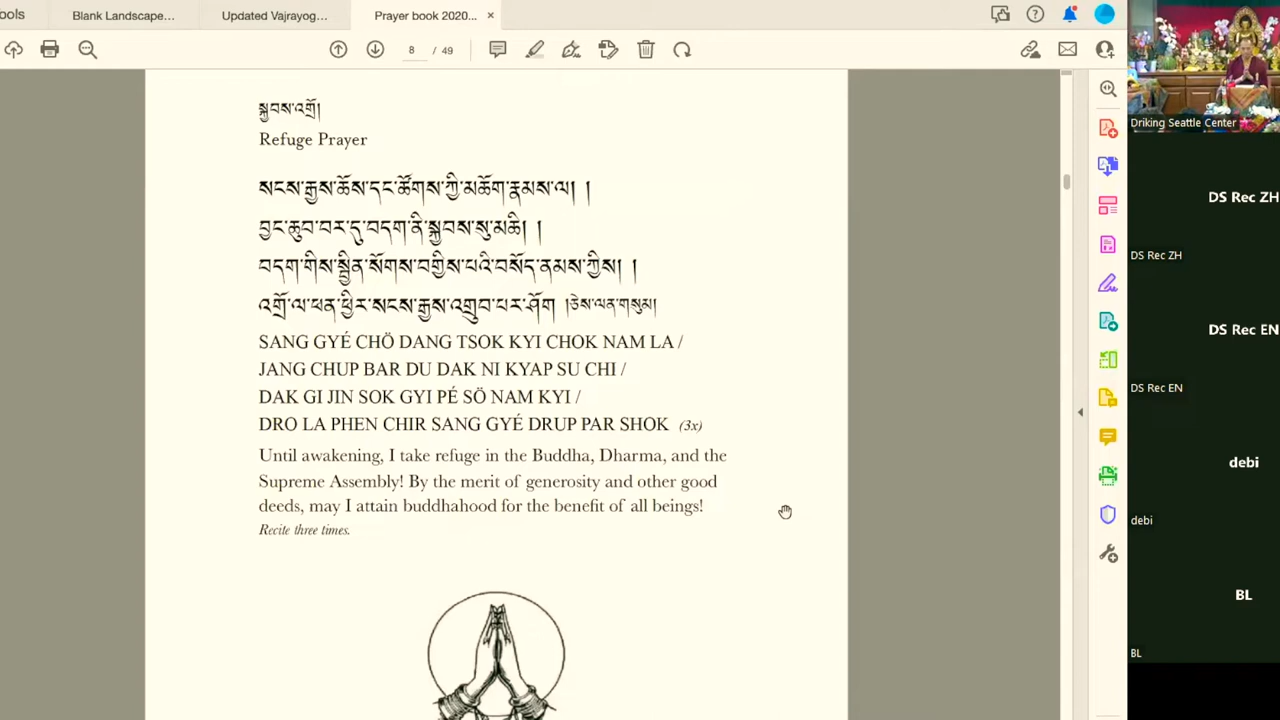 ools
Blank Landscape...
Updated Vajrayog...
Prayer book 2020...
8 / 49
སྐྱབས་འགྲོ།
Refuge Prayer
སངས་རྒྱས་ཆོས་དང་ཚོགས་ཀྱི་མཆོག་རྣམས་ལ། །
བྱང་ཆུབ་བར་དུ་བདག་ནི་སྐྱབས་སུ་མཆི། །
བདག་གིས་སྦྱིན་སོགས་བགྱིས་པའི་བསོད་ནམས་ཀྱིས། །
འགྲོ་ལ་ཕན་ཕྱིར་སངས་རྒྱས་འགྲུབ་པར་ཤོག །ཅེས་ལན་གསུམ།
SANG GYÉ CHÖ DANG TSOK KYI CHOK NAM LA /
JANG CHUP BAR DU DAK NI KYAP SU CHI /
DAK GI JIN SOK GYI PÉ SÖ NAM KYI /
DRO LA PHEN CHIR SANG GYÉ DRUP PAR SHOK (3x)
Until awakening, I take refuge in the Buddha, Dharma, and the
Supreme Assembly! By the merit of generosity and other good
deeds, may I attain buddhahood for the benefit of all beings!
Recite three times.
Driking Seattle Center
DS Rec ZH
DS Rec ZH
DS Rec EN
DS Rec EN
debi
debi
BL
BL